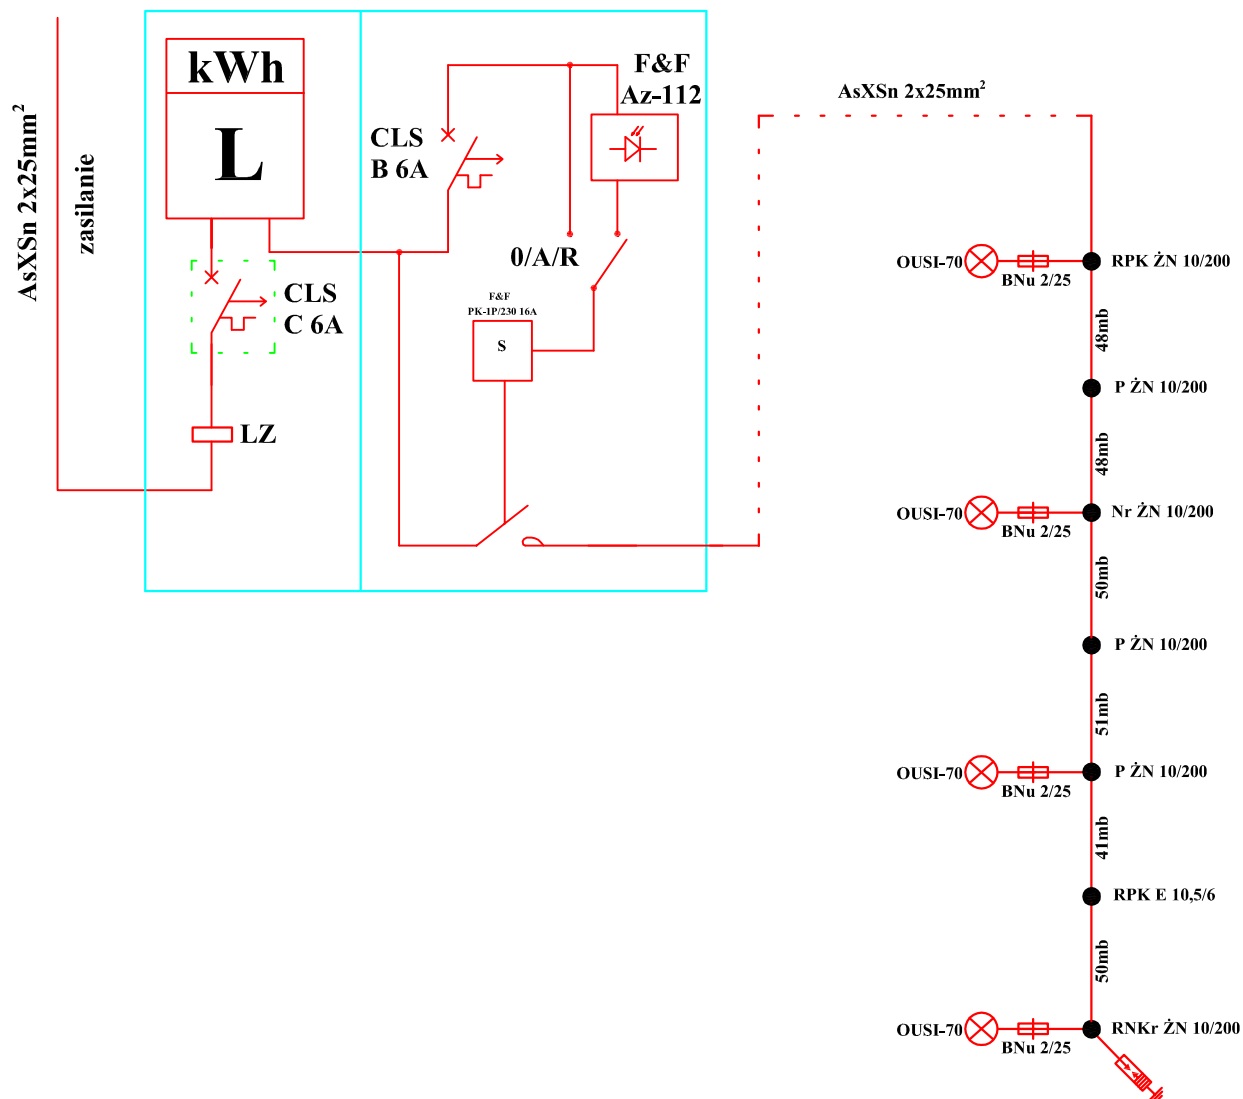 AsXSn 2x25mm²
zasilanie
kWh
L
CLS
C 6A
LZ
CLS
B 6A
F&F
Az-112
0/A/R
F&F
PK-1P/230 16A
S
AsXSn 2x25mm²
OUSI-70
BNu 2/25
RPK ŻN 10/200
48mb
P ŻN 10/200
48mb
OUSI-70
BNu 2/25
Nr ŻN 10/200
50mb
P ŻN 10/200
51mb
OUSI-70
BNu 2/25
P ŻN 10/200
41mb
RPK E 10,5/6
50mb
OUSI-70
BNu 2/25
RNKr ŻN 10/200